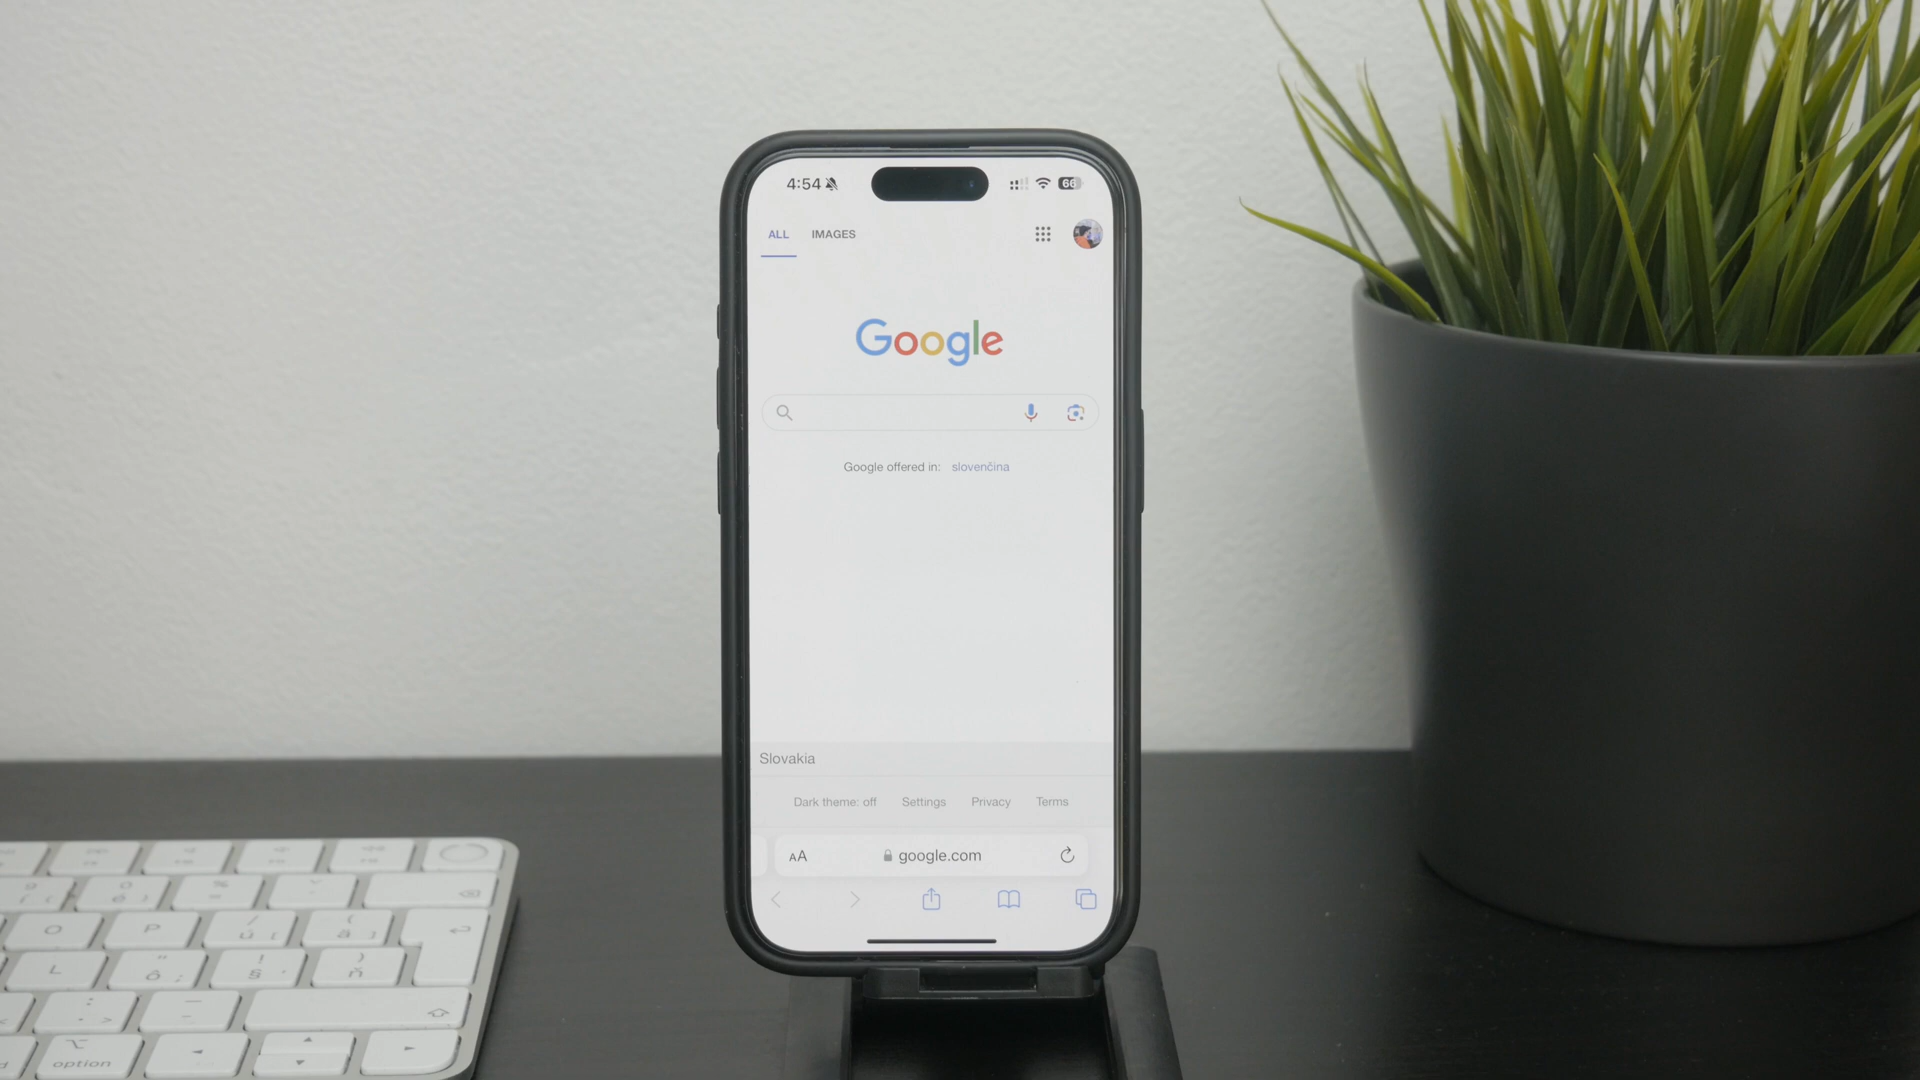 4:54
66
ALL IMAGES
Google
Google offered in: slovenčina
Slovakia
Dark theme: off Settings Privacy Terms
AA google.com
O P
L
option